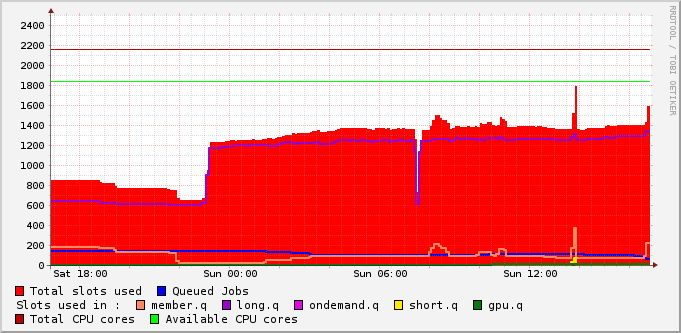 RRDTOOL / TOBI OETIKER
2400
2200
2000
1800
1600
1400
1200
1000
800
600
400
200
0
Sat 18:00 Sun 00:00 Sun 06:00 Sun 12:00
Total slots used Queued Jobs
Slots used in : member.q long.q ondemand.q short.q gpu.q
Total CPU cores Available CPU cores